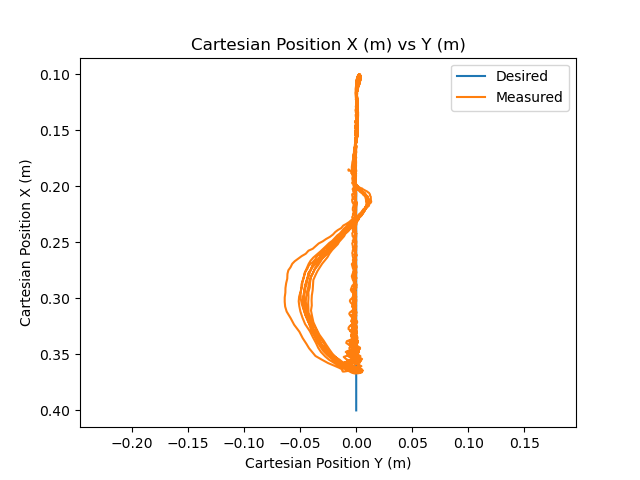 Cartesian Position X (m) vs Y (m)
Desired
Measured
0.10
0.15
0.20
0.25
0.30
0.35
0.40
Cartesian Position X (m)
−0.20 −0.15 −0.10 −0.05 0.00 0.05 0.10 0.15
Cartesian Position Y (m)